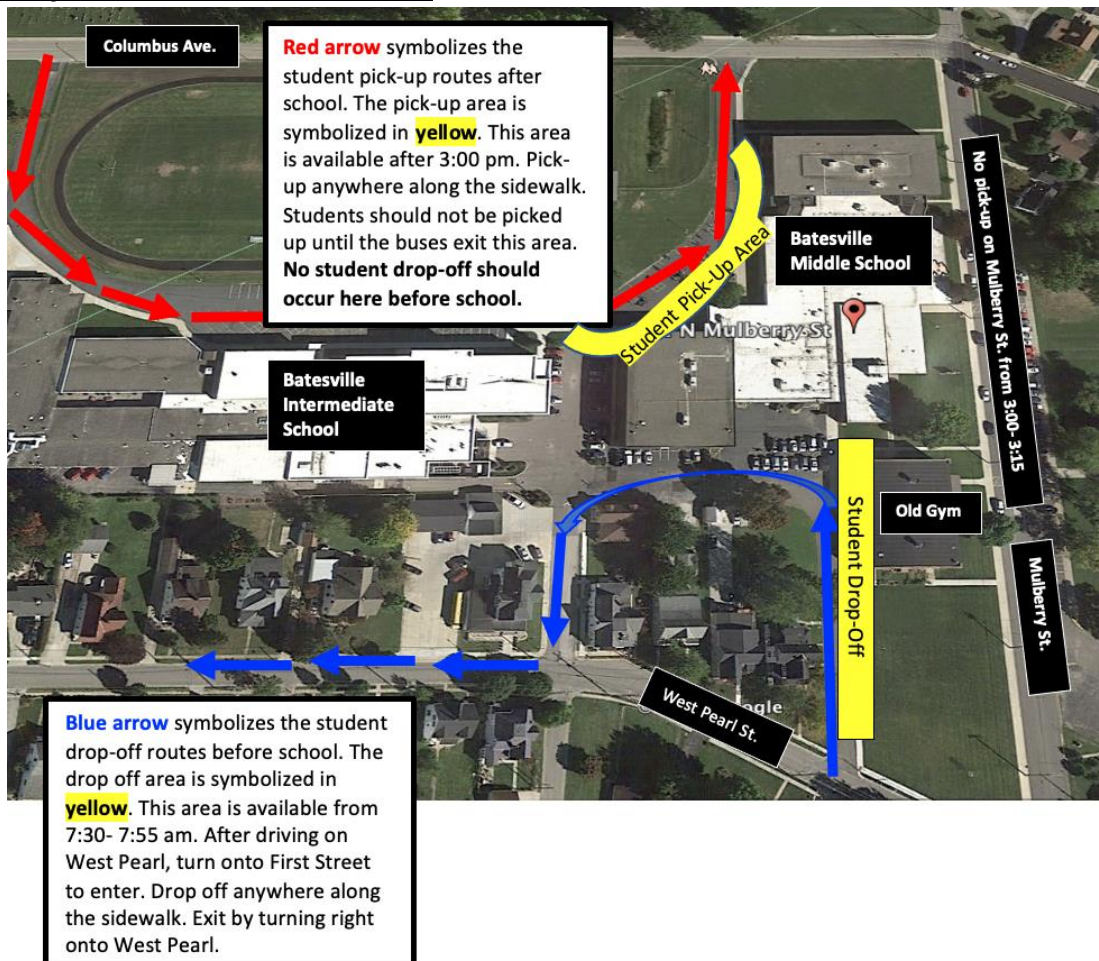 Columbus Ave.
Red arrow symbolizes the
student pick-up routes after
school. The pick-up area is
symbolized in yellow. This area
is available after 3:00 pm. Pick-
up anywhere along the sidewalk.
Students should not be picked
up until the buses exit this area.
No student drop-off should
occur here before school.
No pick-up on Mulberry St. from 3:00- 3:15
Student Pick-Up Area
Batesville
Middle School
N Mulberry St
Batesville
Intermediate
School
Student Drop-Off
Old Gym
Mulberry St.
West Pearl St.
Blue arrow symbolizes the student
drop-off routes before school. The
drop off area is symbolized in
yellow. This area is available from
7:30- 7:55 am. After driving on
West Pearl, turn onto First Street
to enter. Drop off anywhere along
the sidewalk. Exit by turning right
onto West Pearl.